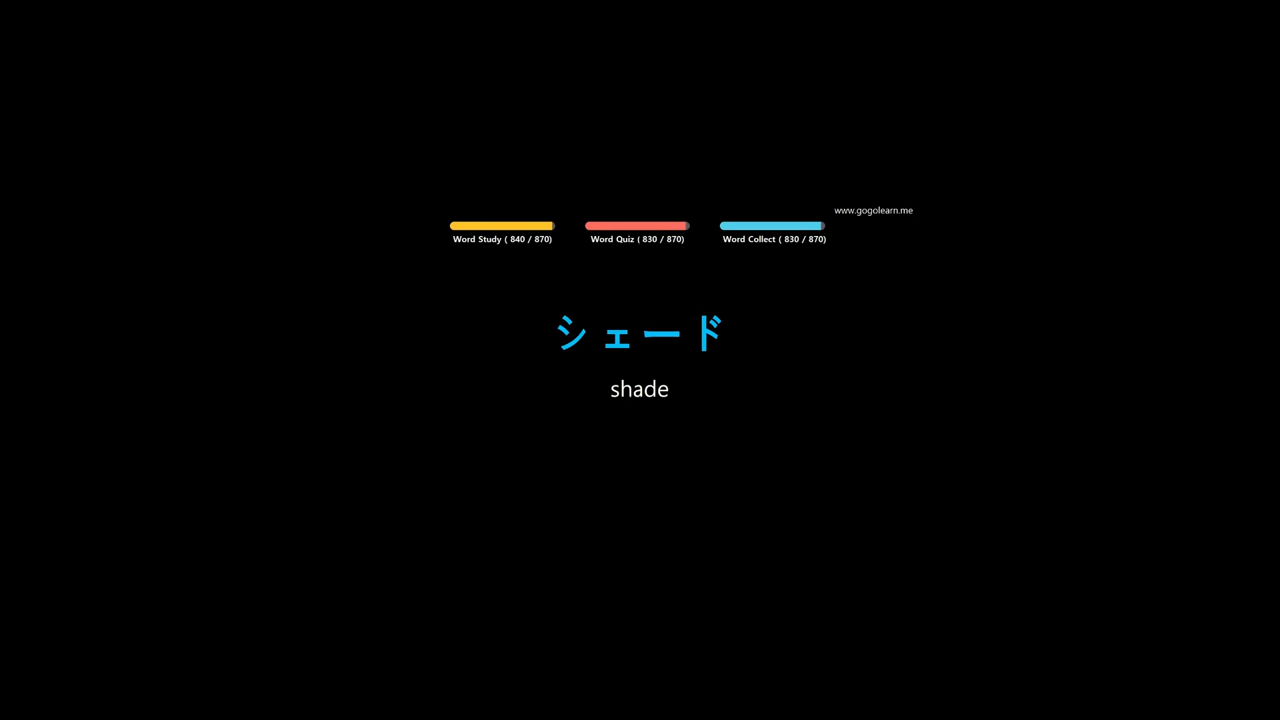 www.gogolearn.me
Word Study ( 840 / 870)
Word Quiz ( 830 / 870)
Word Collect ( 830 / 870)
シェード
shade